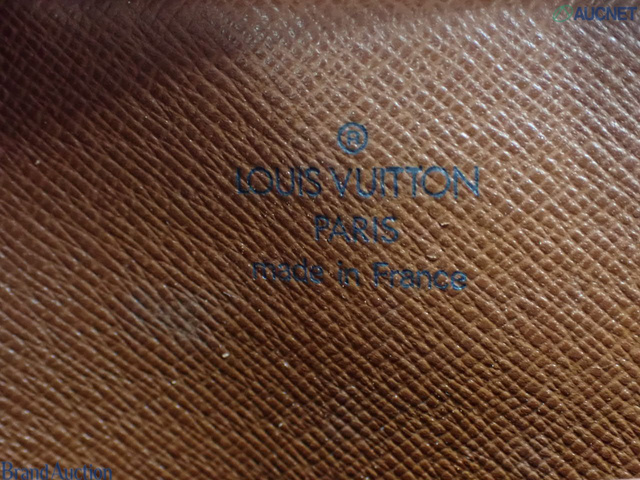 AUCNET
®
LOUIS VUITTON
PARIS
made in France
Brand Auction